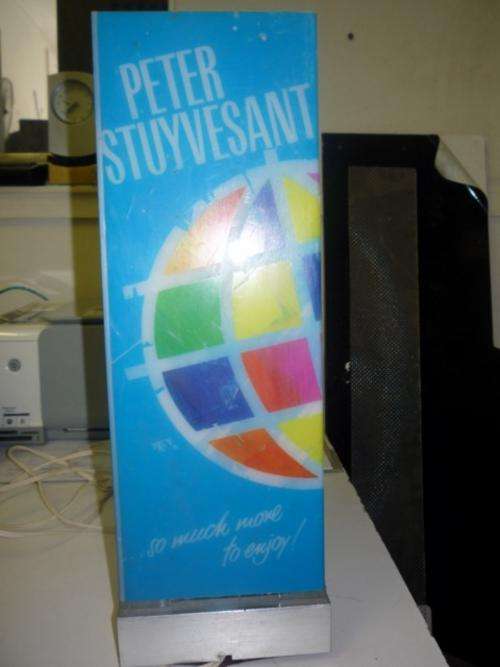 PETER
STUYVESANT
so much more
to enjoy!